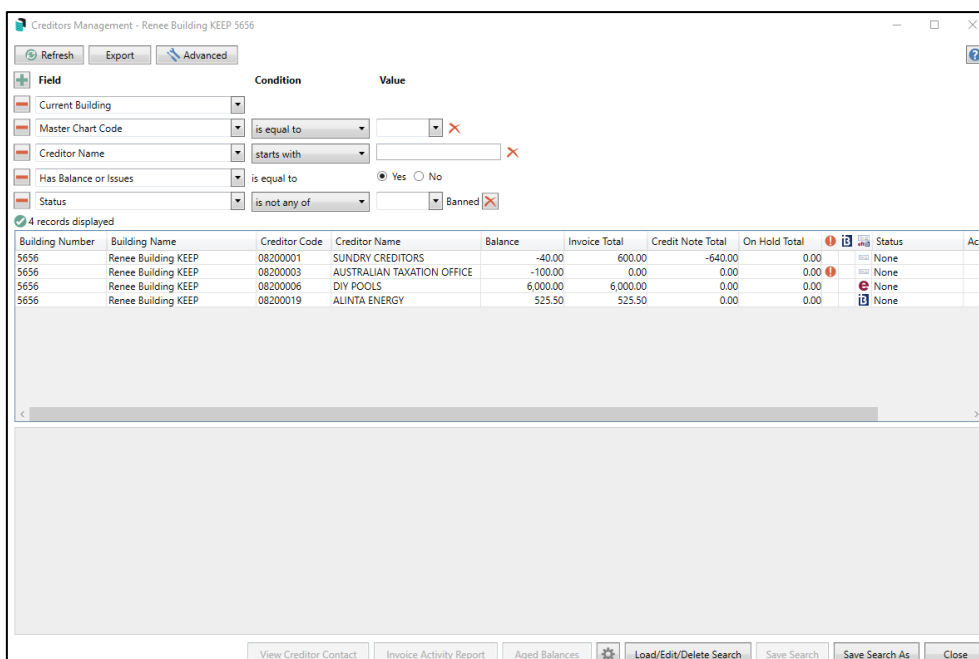 Creditors Management - Renee Building KEEP 5656
Refresh Export Advanced
Field Condition Value
Current Building
Master Chart Code is equal to
Creditor Name starts with
Has Balance or Issues is equal to Yes No
Status is not any of Banned
4 records displayed
Building Number Building Name Creditor Code Creditor Name Balance Invoice Total Credit Note Total On Hold Total Status Ac
5656 Renee Building KEEP 08200001 SUNDRY CREDITORS -40.00 600.00 -640.00 0.00 None
5656 Renee Building KEEP 08200003 AUSTRALIAN TAXATION OFFICE -100.00 0.00 0.00 0.00 None
5656 Renee Building KEEP 08200006 DIY POOLS 6,000.00 6,000.00 0.00 0.00 None
5656 Renee Building KEEP 08200019 ALINTA ENERGY 525.50 525.50 0.00 0.00 None
View Creditor Contact Invoice Activity Report Aged Balances Load/Edit/Delete Search Save Search Save Search As Close